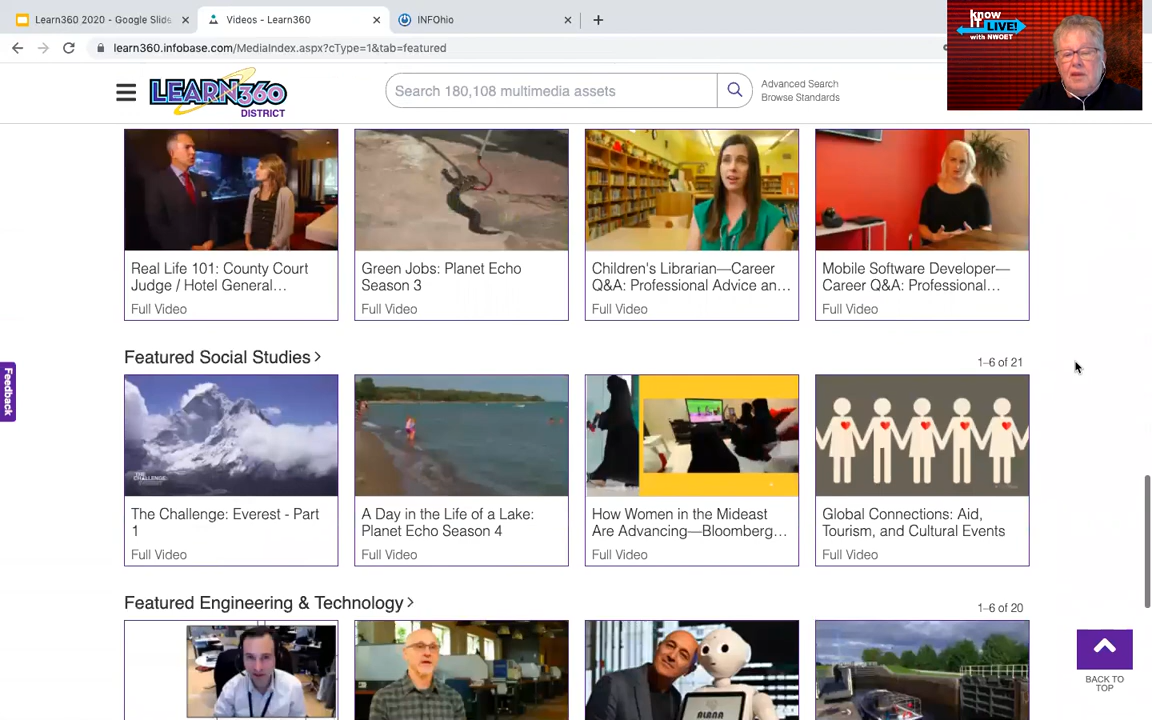 Learn360 2020 - Google Slide
Videos - Learn360
INFOhio
learn360.infobase.com/MediaIndex.aspx?cType=1&tab=featured
know
iT LIVE!
with NWOET
LEARN360
DISTRICT
Search 180,108 multimedia assets
Advanced Search
Browse Standards
Real Life 101: County Court
Judge / Hotel General...
Full Video
Green Jobs: Planet Echo
Season 3
Full Video
Children's Librarian—Career
Q&A: Professional Advice an...
Full Video
Mobile Software Developer—
Career Q&A: Professional...
Full Video
Feedback
Featured Social Studies >
1–6 of 21
THE
CHALLENGE:
The Challenge: Everest - Part
1
Full Video
A Day in the Life of a Lake:
Planet Echo Season 4
Full Video
How Women in the Mideast
Are Advancing—Bloomberg...
Full Video
Global Connections: Aid,
Tourism, and Cultural Events
Full Video
Featured Engineering & Technology >
1–6 of 20
BACK TO
TOP